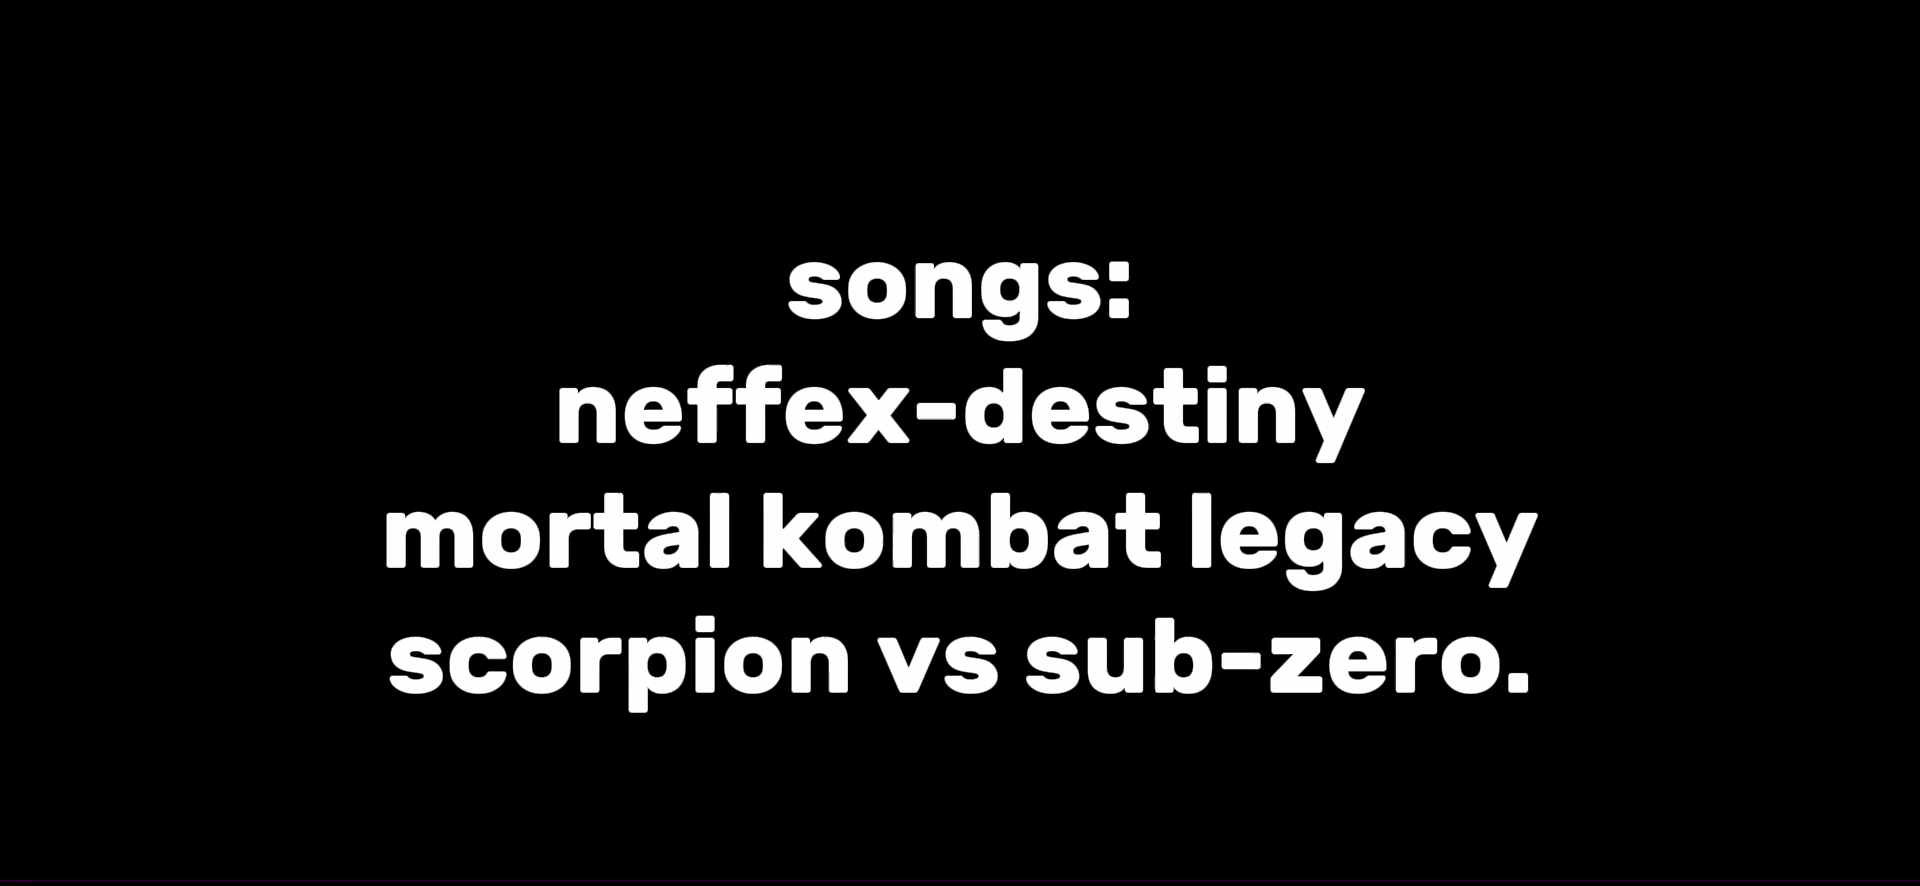 songs:
neffex-destiny
mortal kombat legacy
scorpion vs sub-zero.